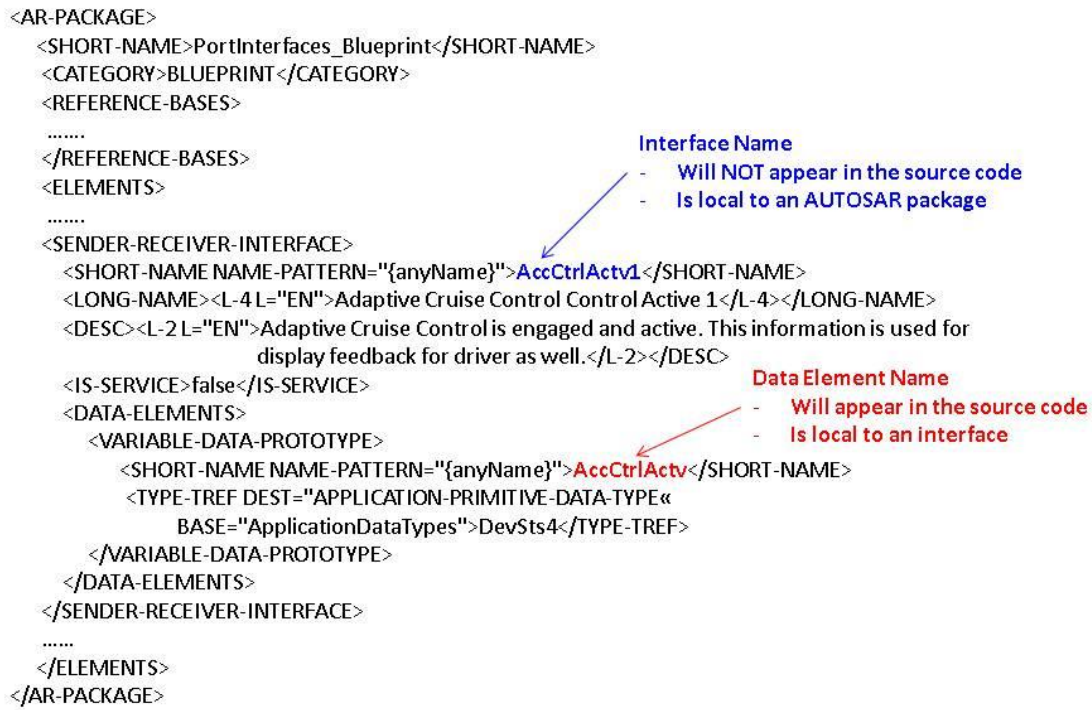 <AR-PACKAGE>
<SHORT-NAME>PortInterfaces_Blueprint</SHORT-NAME>
<CATEGORY>BLUEPRINT</CATEGORY>
<REFERENCE-BASES>
.......
</REFERENCE-BASES>
<ELEMENTS>
.......
Interface Name
- Will NOT appear in the source code
- Is local to an AUTOSAR package
<SENDER-RECEIVER-INTERFACE>
<SHORT-NAME NAME-PATTERN="{anyName}">AccCtrlActv1</SHORT-NAME>
<LONG-NAME><L-4 L="EN">Adaptive Cruise Control Control Active 1</L-4></LONG-NAME>
<DESC><L-2 L="EN">Adaptive Cruise Control is engaged and active. This information is used for
display feedback for driver as well.</L-2></DESC>
<IS-SERVICE>false</IS-SERVICE>
<DATA-ELEMENTS>
Data Element Name
- Will appear in the source code
- Is local to an interface
<VARIABLE-DATA-PROTOTYPE>
<SHORT-NAME NAME-PATTERN="{anyName}">AccCtrlActv</SHORT-NAME>
<TYPE-TREF DEST="APPLICATION-PRIMITIVE-DATA-TYPE«
BASE="ApplicationDataTypes">DevSts4</TYPE-TREF>
</VARIABLE-DATA-PROTOTYPE>
</DATA-ELEMENTS>
</SENDER-RECEIVER-INTERFACE>
......
</ELEMENTS>
</AR-PACKAGE>